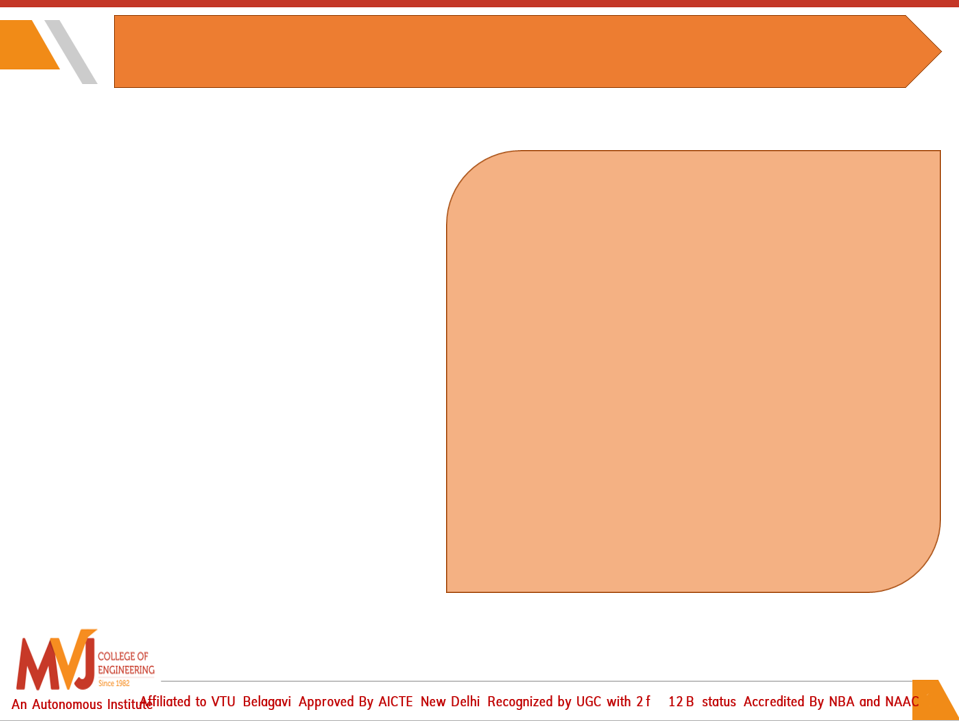 MVJ
COLLEGE OF
ENGINEERING
Since 1982
An Autonomous Institute
Affiliated to VTU Belagavi Approved By AICTE New Delhi Recognized by UGC with 2 f 12 B status Accredited By NBA and NAAC